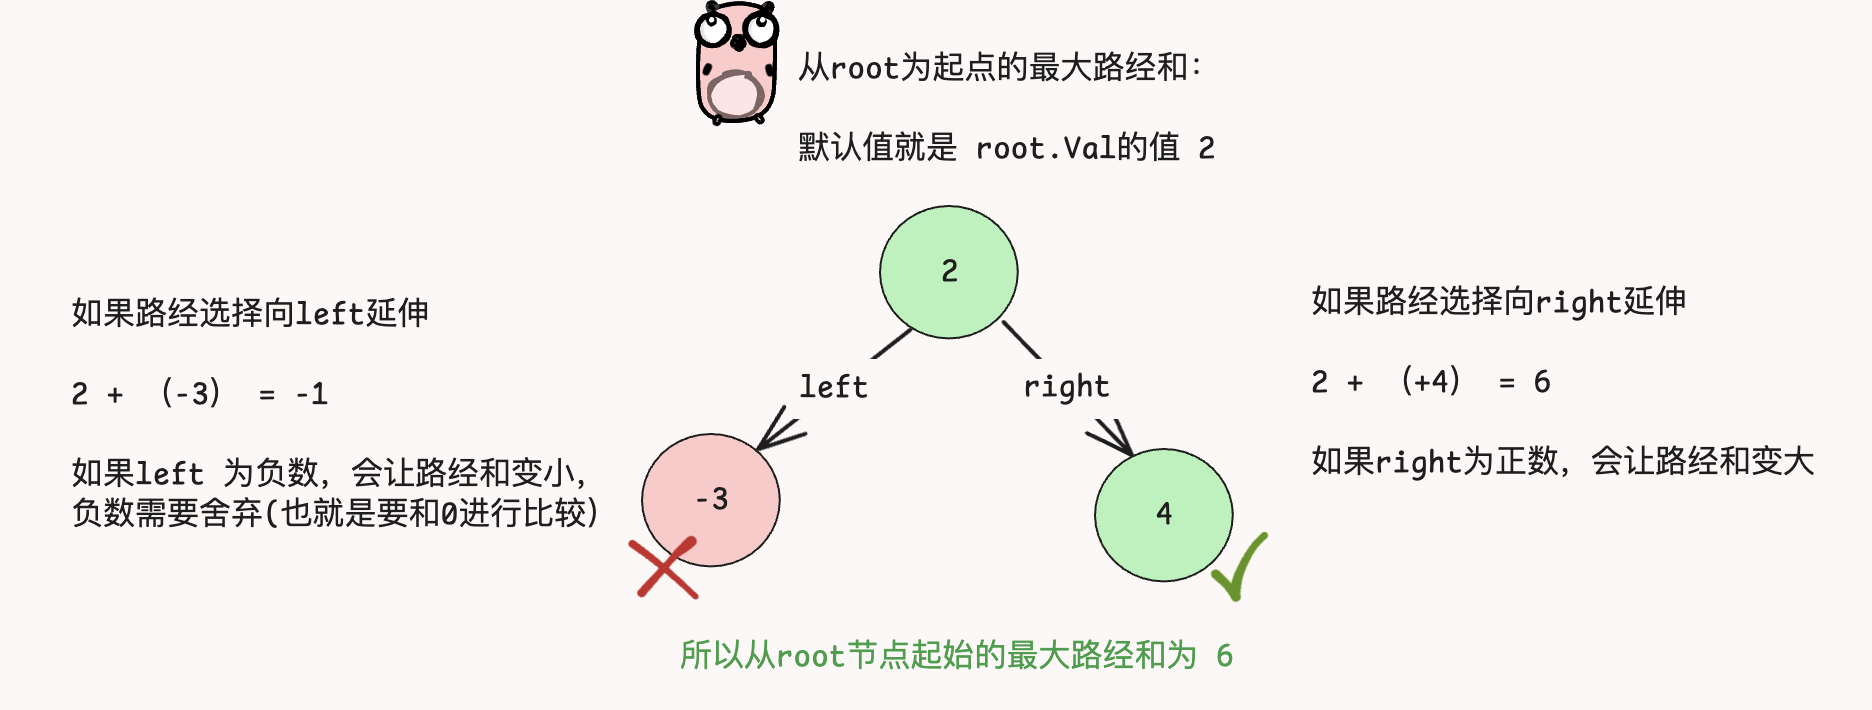 从root为起点的最大路经和：
默认值就是 root.Val的值 2
2
如果路经选择向left延伸
2 + （-3） = -1
如果left 为负数，会让路经和变小，
负数需要舍弃(也就是要和0进行比较)
left
right
-3
4
如果路经选择向right延伸
2 + （+4） = 6
如果right为正数，会让路经和变大
所以从root节点起始的最大路经和为 6